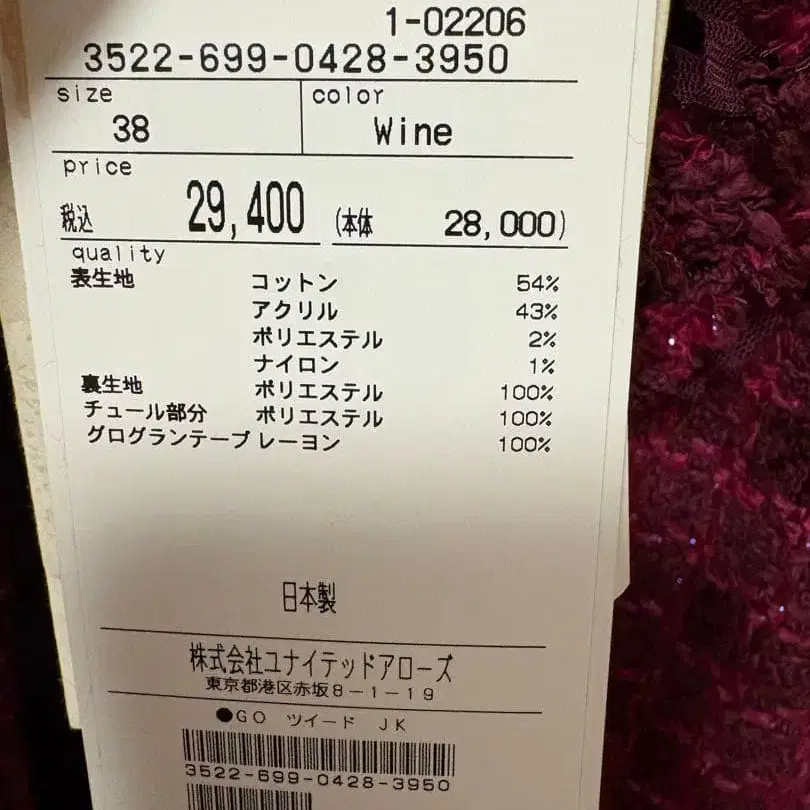 1-02206
3522-699-0428-3950
size color
38 Wine
price
税込 29,400 (本体 28,000)
quality
表生地 コットン 54%
アクリル 43%
ポリエステル 2%
ナイロン 1%
裏生地 ポリエステル 100%
チュール部分 ポリエステル 100%
グログランテープ レーヨン 100%
日本製
株式会社ユナイテッドアローズ
東京都港区赤坂8-1-19
●GO ツイード JK
3522-699-0428-3950